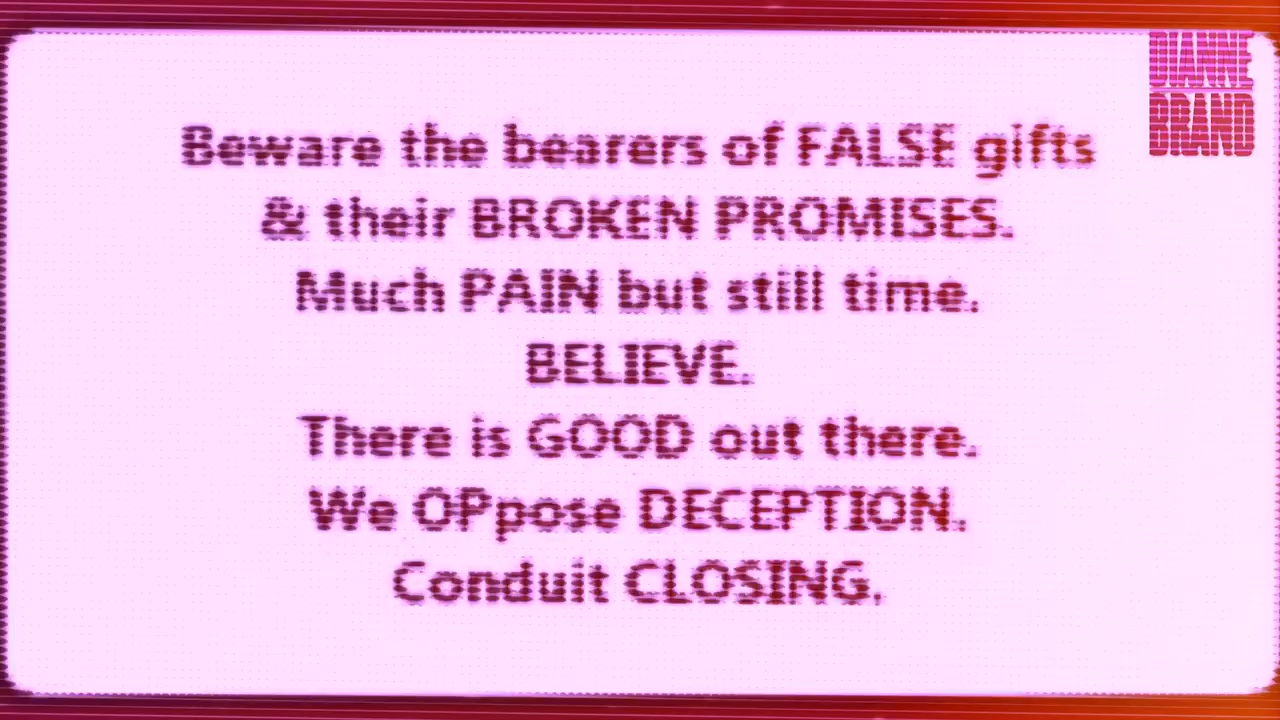 DIANNE
BRAND
Beware the bearers of FALSE gifts
& their BROKEN PROMISES.
Much PAIN but still time.
BELIEVE.
There is GOOD out there.
We OPpose DECEPTION.
Conduit CLOSING.